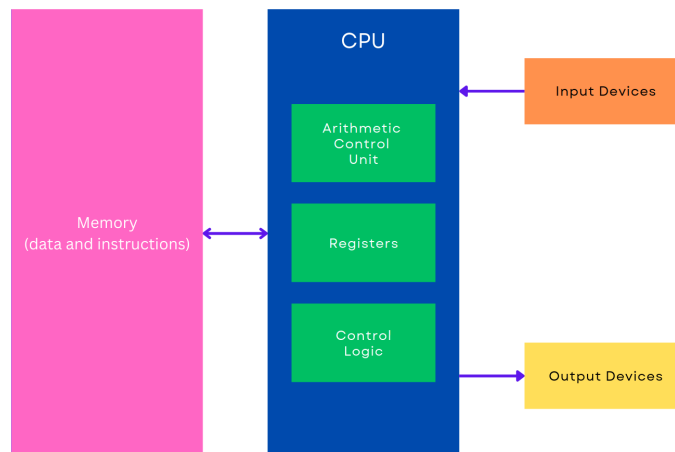 CPU
Input Devices
Arithmetic
Control
Unit
Memory
(data and instructions)
Registers
Control
Logic
Output Devices